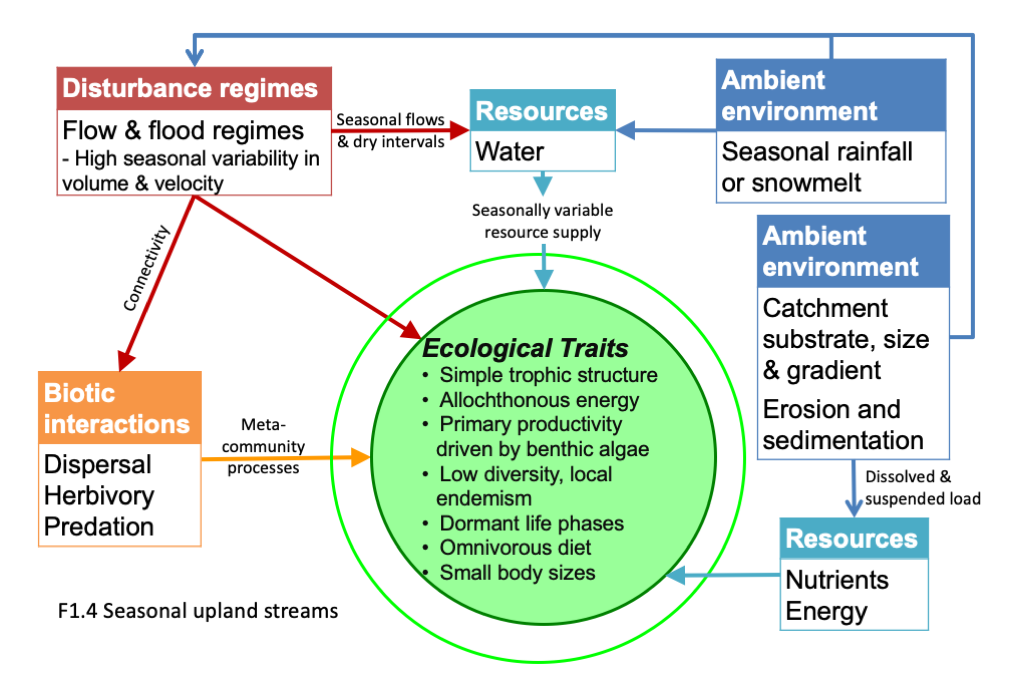 Disturbance regimes
Flow & flood regimes
- High seasonal variability in
volume & velocity
Seasonal flows
& dry intervals
Resources
Water
Ambient
environment
Seasonal rainfall
or snowmelt
Seasonally variable
resource supply
Connectivity
Ambient
environment
Catchment
substrate, size
& gradient
Erosion and
sedimentation
Ecological Traits
• Simple trophic structure
• Allochthonous energy
• Primary productivity
driven by benthic algae
• Low diversity, local
endemism
• Dormant life phases
• Omnivorous diet
• Small body sizes
Biotic
interactions
Dispersal
Herbivory
Predation
Meta-
community
processes
Dissolved &
suspended load
Resources
Nutrients
Energy
F1.4 Seasonal upland streams